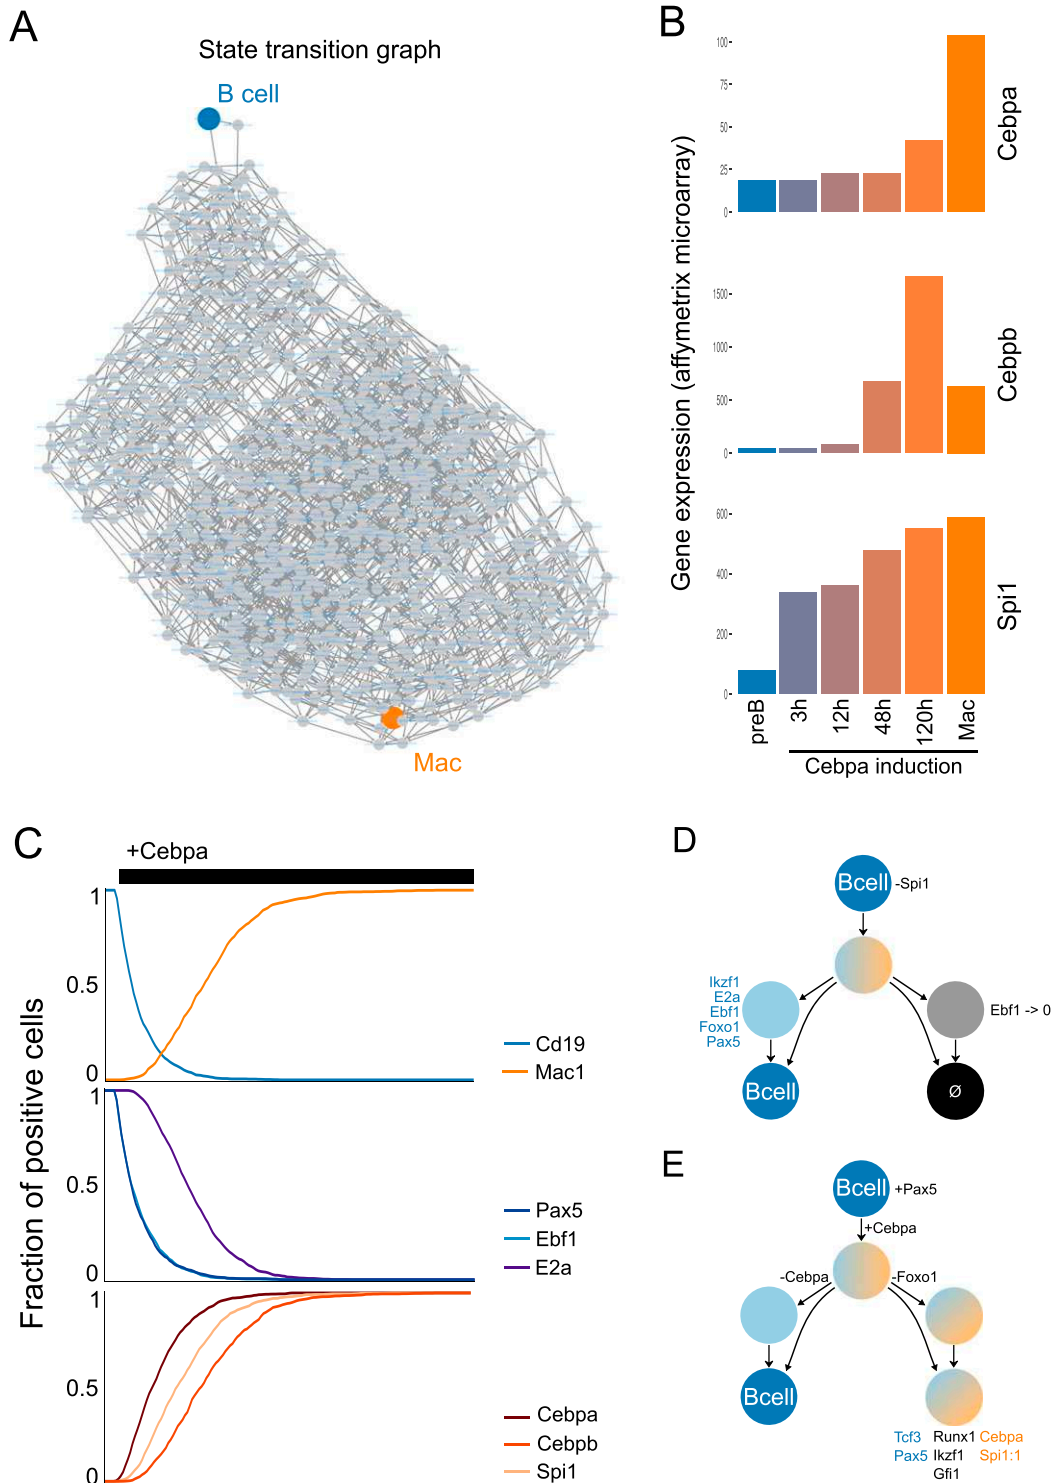 A
State transition graph
B cell
Mac
B
Gene expression (affymetrix microarray)
100
75
50
25
0
Cebpa
1500
1000
500
0
Cebpb
600
400
200
0
Spi1
preB
3h
12h
48h
120h
Mac
Cebpa induction
C
+Cebpa
Fraction of positive cells
1
0.5
0
Cd19
Mac1
1
0.5
0
Pax5
Ebf1
E2a
1
0.5
0
Cebpa
Cebpb
Spi1
D
Bcell -Spi1
Ikzf1
E2a
Ebf1
Foxo1
Pax5
Ebf1 -> 0
Bcell
Ø
E
Bcell +Pax5
+Cebpa
-Cebpa
-Foxo1
Bcell
Tcf3 Runx1 Cebpa
Pax5 Ikzf1 Spi1:1
Gfi1